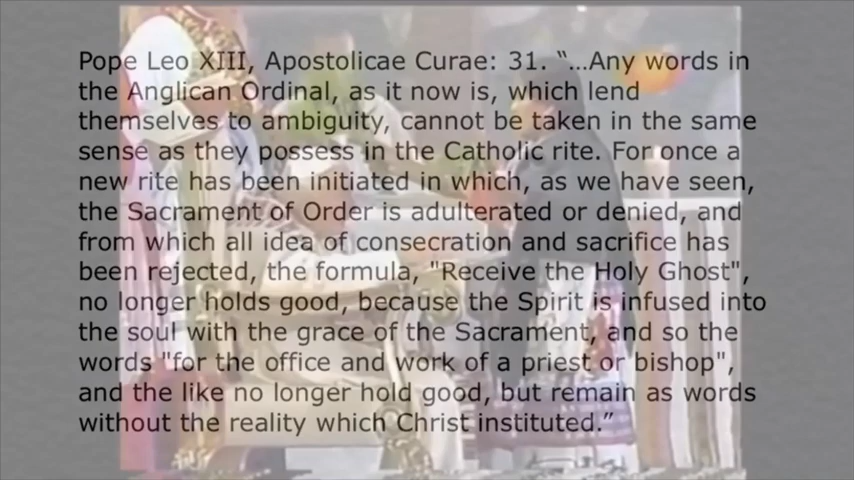 Pope Leo XIII, Apostolicae Curae: 31. “…Any words in
the Anglican Ordinal, as it now is, which lend
themselves to ambiguity, cannot be taken in the same
sense as they possess in the Catholic rite. For once a
new rite has been initiated in which, as we have seen,
the Sacrament of Order is adulterated or denied, and
from which all idea of consecration and sacrifice has
been rejected, the formula, "Receive the Holy Ghost",
no longer holds good, because the Spirit is infused into
the soul with the grace of the Sacrament, and so the
words "for the office and work of a priest or bishop",
and the like no longer hold good, but remain as words
without the reality which Christ instituted.”